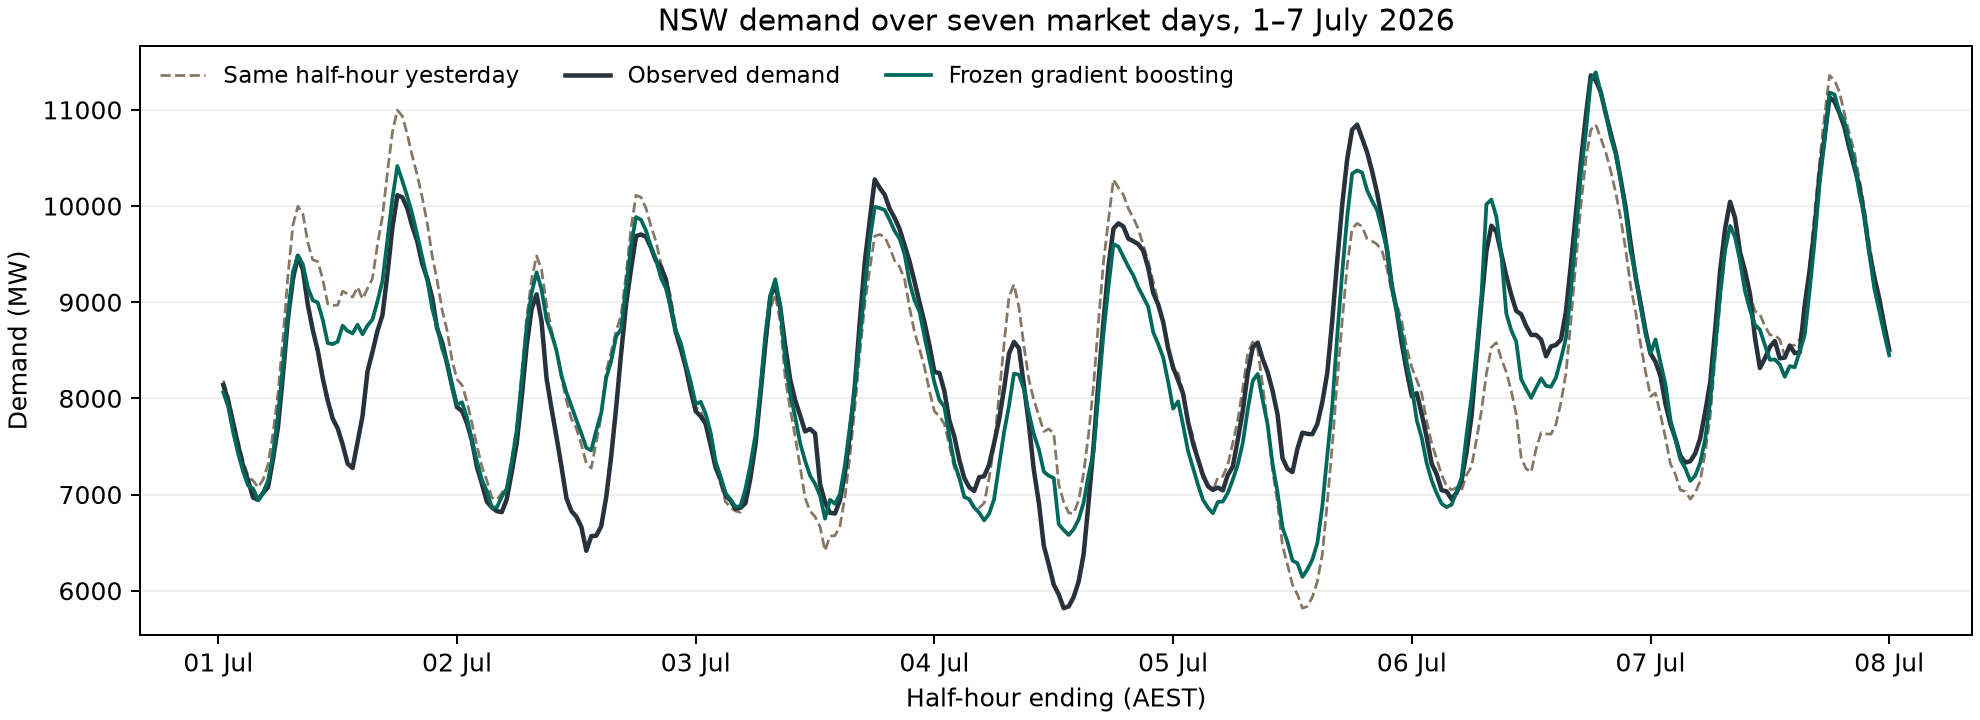 NSW demand over seven market days, 1–7 July 2026
Same half-hour yesterday
Observed demand
Frozen gradient boosting
Demand (MW)
11000
10000
9000
8000
7000
6000
01 Jul
02 Jul
03 Jul
04 Jul
05 Jul
06 Jul
07 Jul
08 Jul
Half-hour ending (AEST)